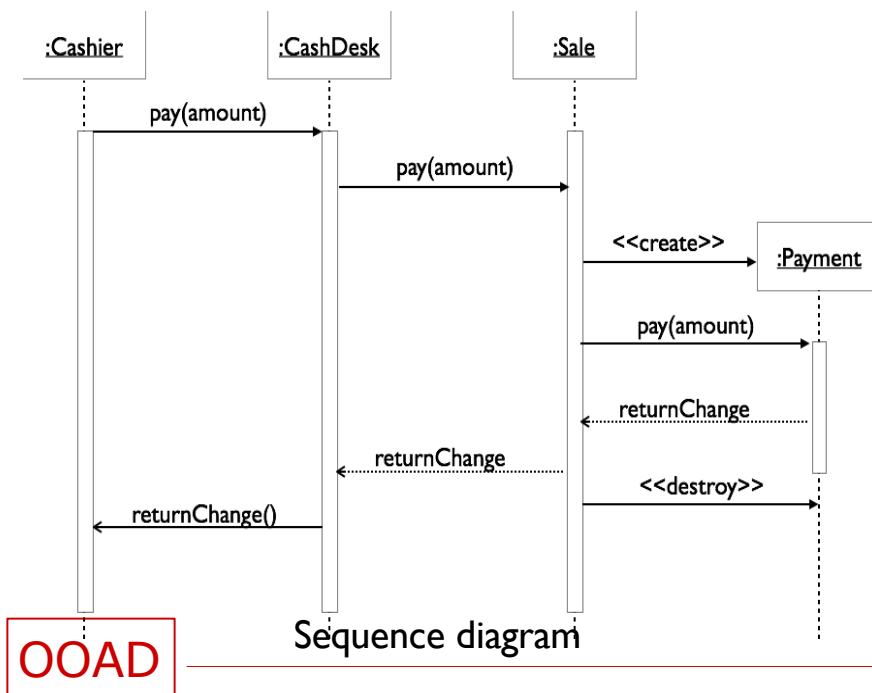 :Cashier
:CashDesk
:Sale
pay(amount)
pay(amount)
<<create>>
:Payment
pay(amount)
returnChange
returnChange
<<destroy>>
returnChange()
Sequence diagram
OOAD